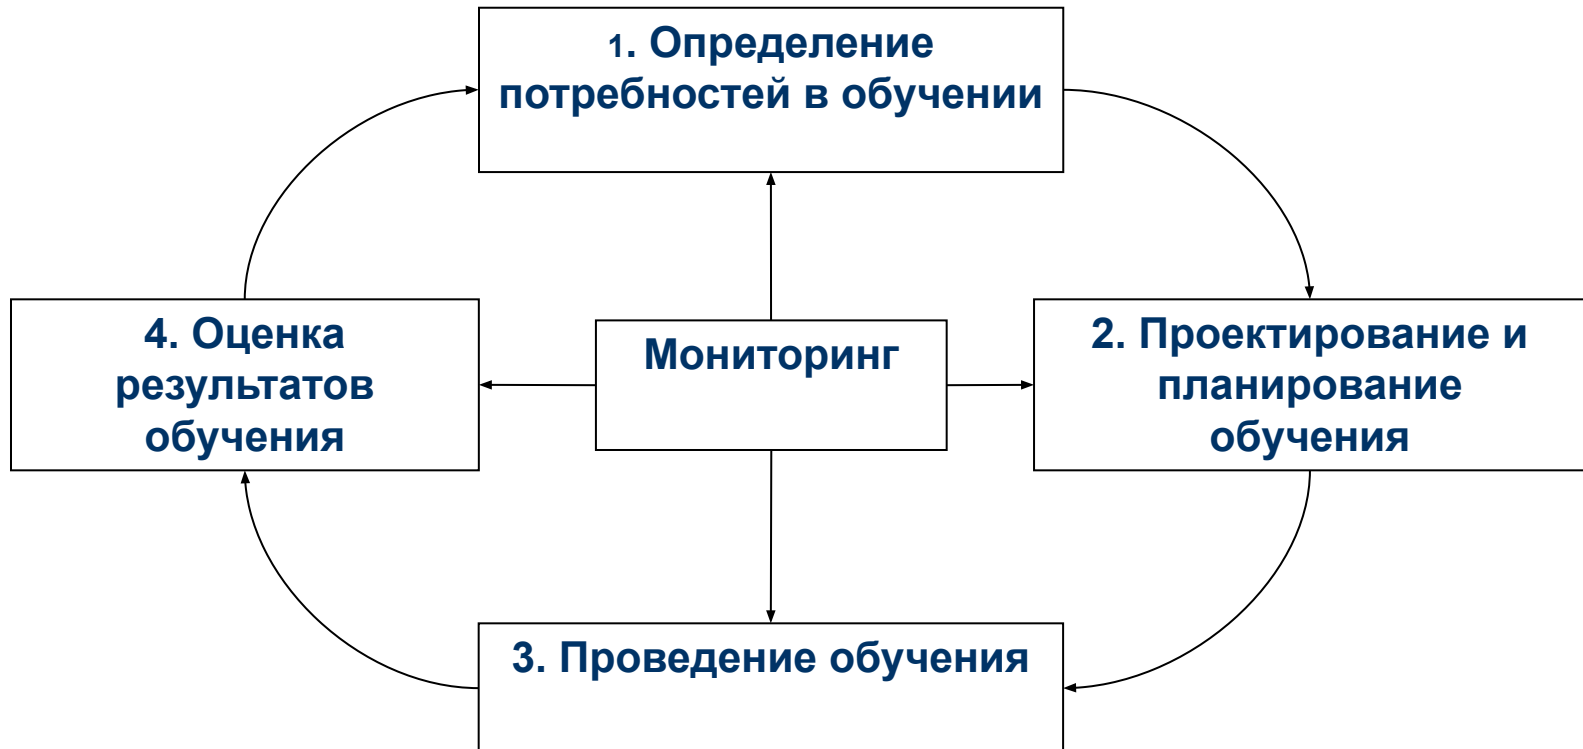 1. Определение
потребностей в обучении
4. Оценка
результатов
обучения
Мониторинг
2. Проектирование и
планирование
обучения
3. Проведение обучения